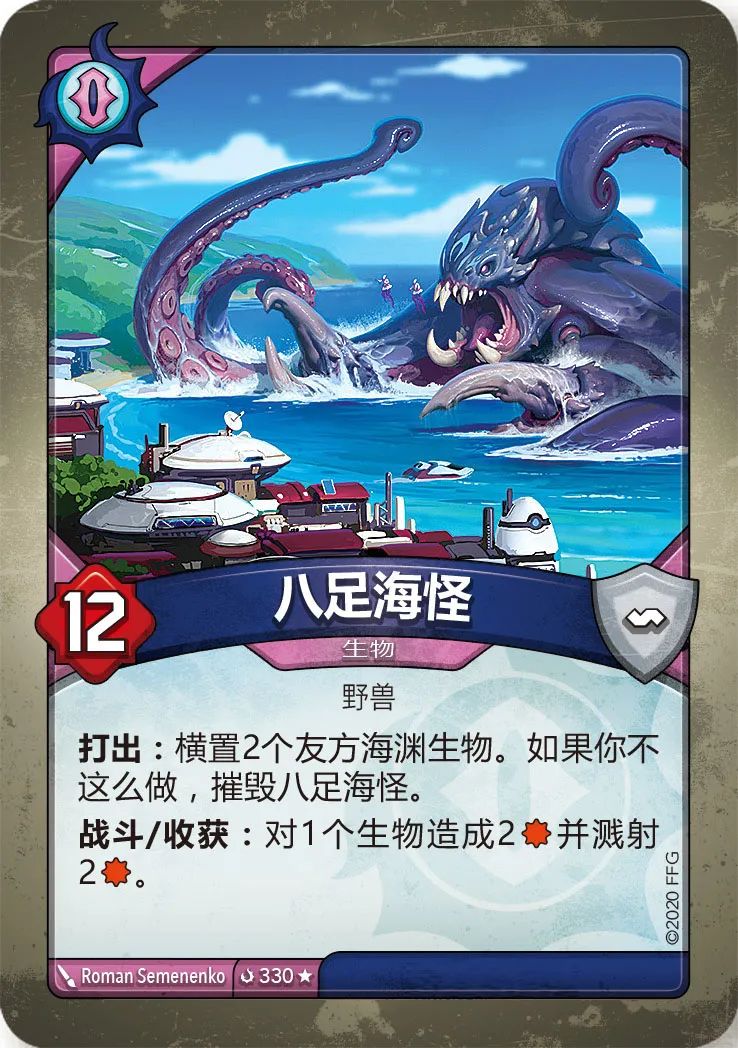 12
八足海怪
生物
野兽
打出：横置2个友方海渊生物。如果你不
这么做，摧毁八足海怪。
战斗/收获：对1个生物造成2并溅射
2。
©2020 FFG
Roman Semenenko
330